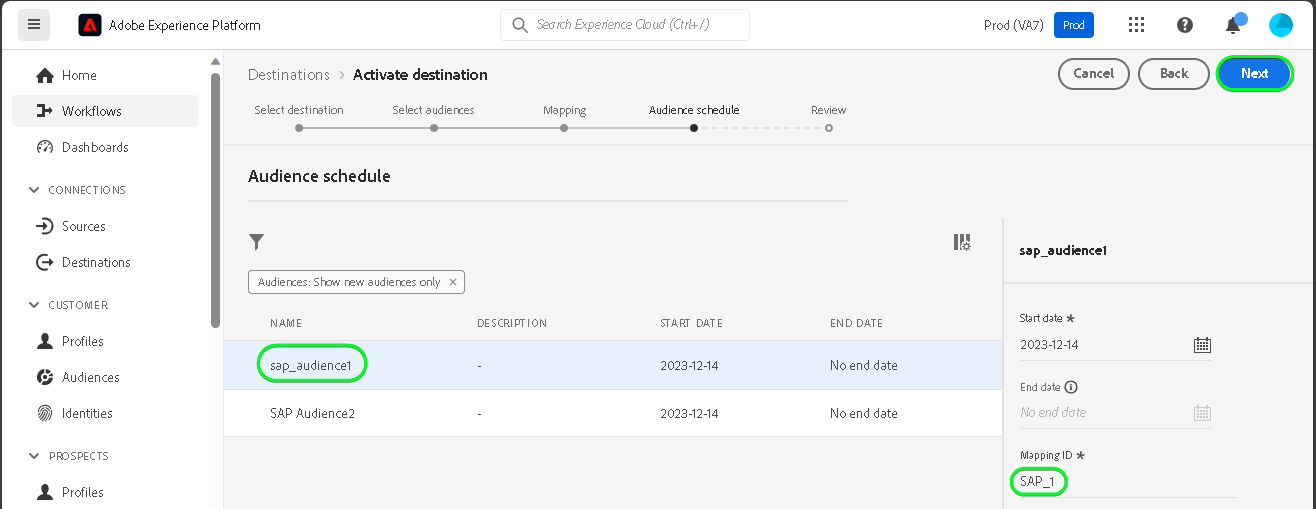 Adobe Experience Platform
Search Experience Cloud (Ctrl+/)
Prod (VA7) Prod
Home
Workflows
Dashboards
CONNECTIONS
Sources
Destinations
CUSTOMER
Profiles
Audiences
Identities
PROSPECTS
Profiles
Destinations > Activate destination
Cancel Back Next
Select destination Select audiences Mapping Audience schedule Review
Audience schedule
Audiences: Show new audiences only ×
NAME DESCRIPTION START DATE END DATE
sap_audience1 - 2023-12-14 No end date
SAP Audience2 - 2023-12-14 No end date
sap_audience1
Start date *
2023-12-14
End date
No end date
Mapping ID *
SAP_1